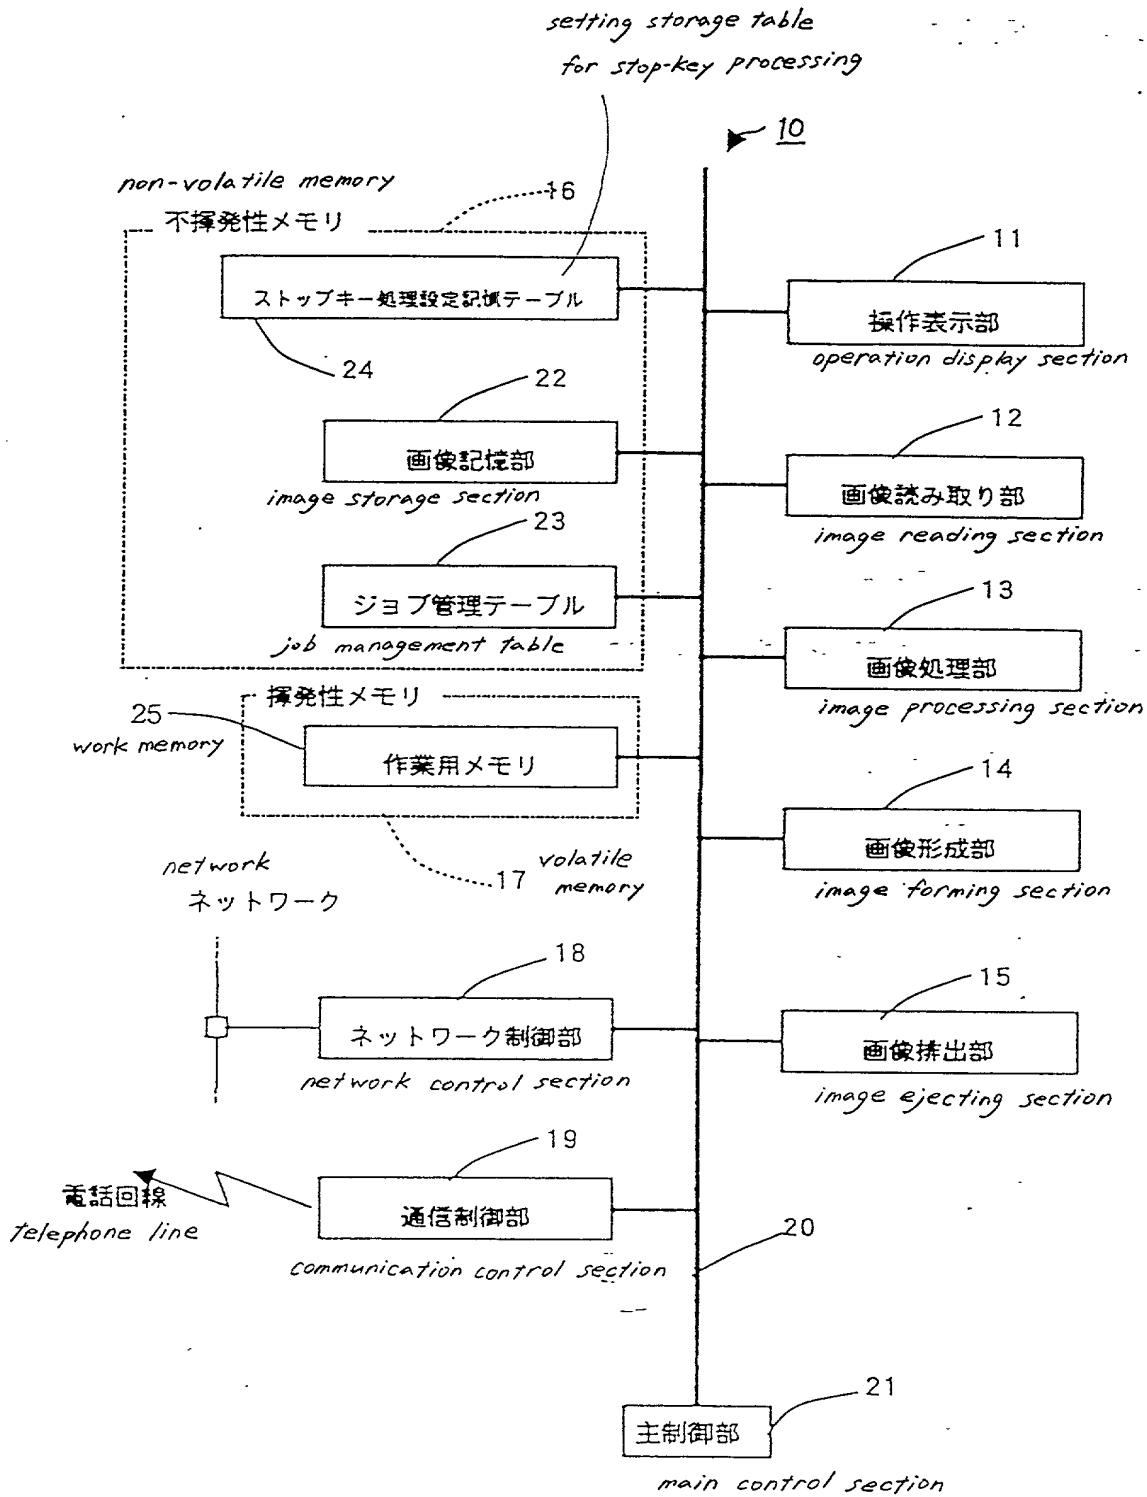 setting storage table
for stop-key processing
10
non-volatile memory
16
不揮発性メモリ
ストップキー処理設定記憶テーブル
24
11
操作表示部
operation display section
22
画像記憶部
image storage section
12
画像読み取り部
image reading section
23
ジョブ管理テーブル
job management table
13
画像処理部
image processing section
揮発性メモリ
25
work memory
作業用メモリ
17
volatile
memory
14
画像形成部
image forming section
network
ネットワーク
18
ネットワーク制御部
network control section
15
画像排出部
image ejecting section
19
通信制御部
communication control section
電話回線
telephone line
20
21
主制御部
main control section